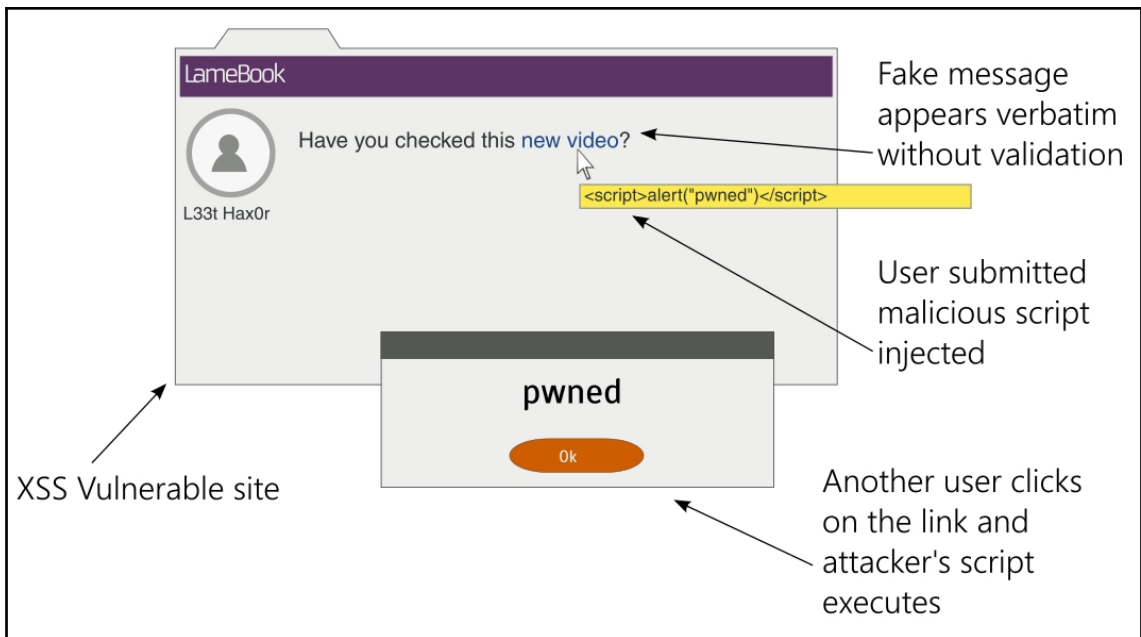 LameBook
Have you checked this new video?
<script>alert("pwned")</script>
L33t Hax0r
Fake message
appears verbatim
without validation
User submitted
malicious script
injected
pwned
Ok
XSS Vulnerable site
Another user clicks
on the link and
attacker's script
executes